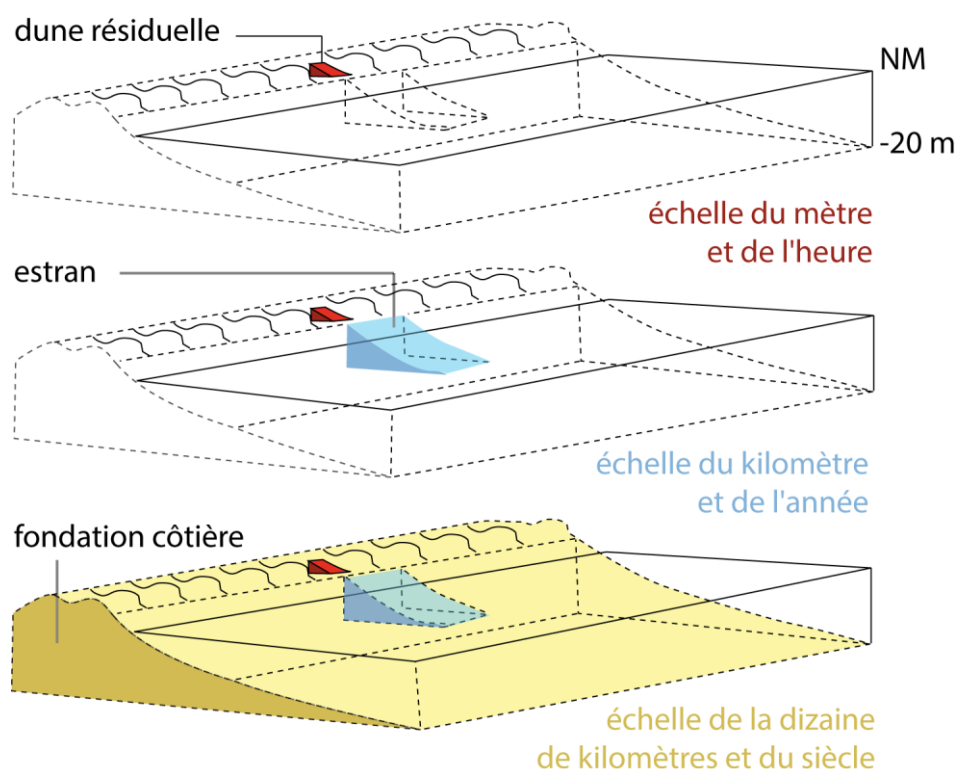 dune résiduelle
NM
-20 m
échelle du mètre
et de l'heure
estran
échelle du kilomètre
et de l'année
fondation côtière
échelle de la dizaine
de kilomètres et du siècle